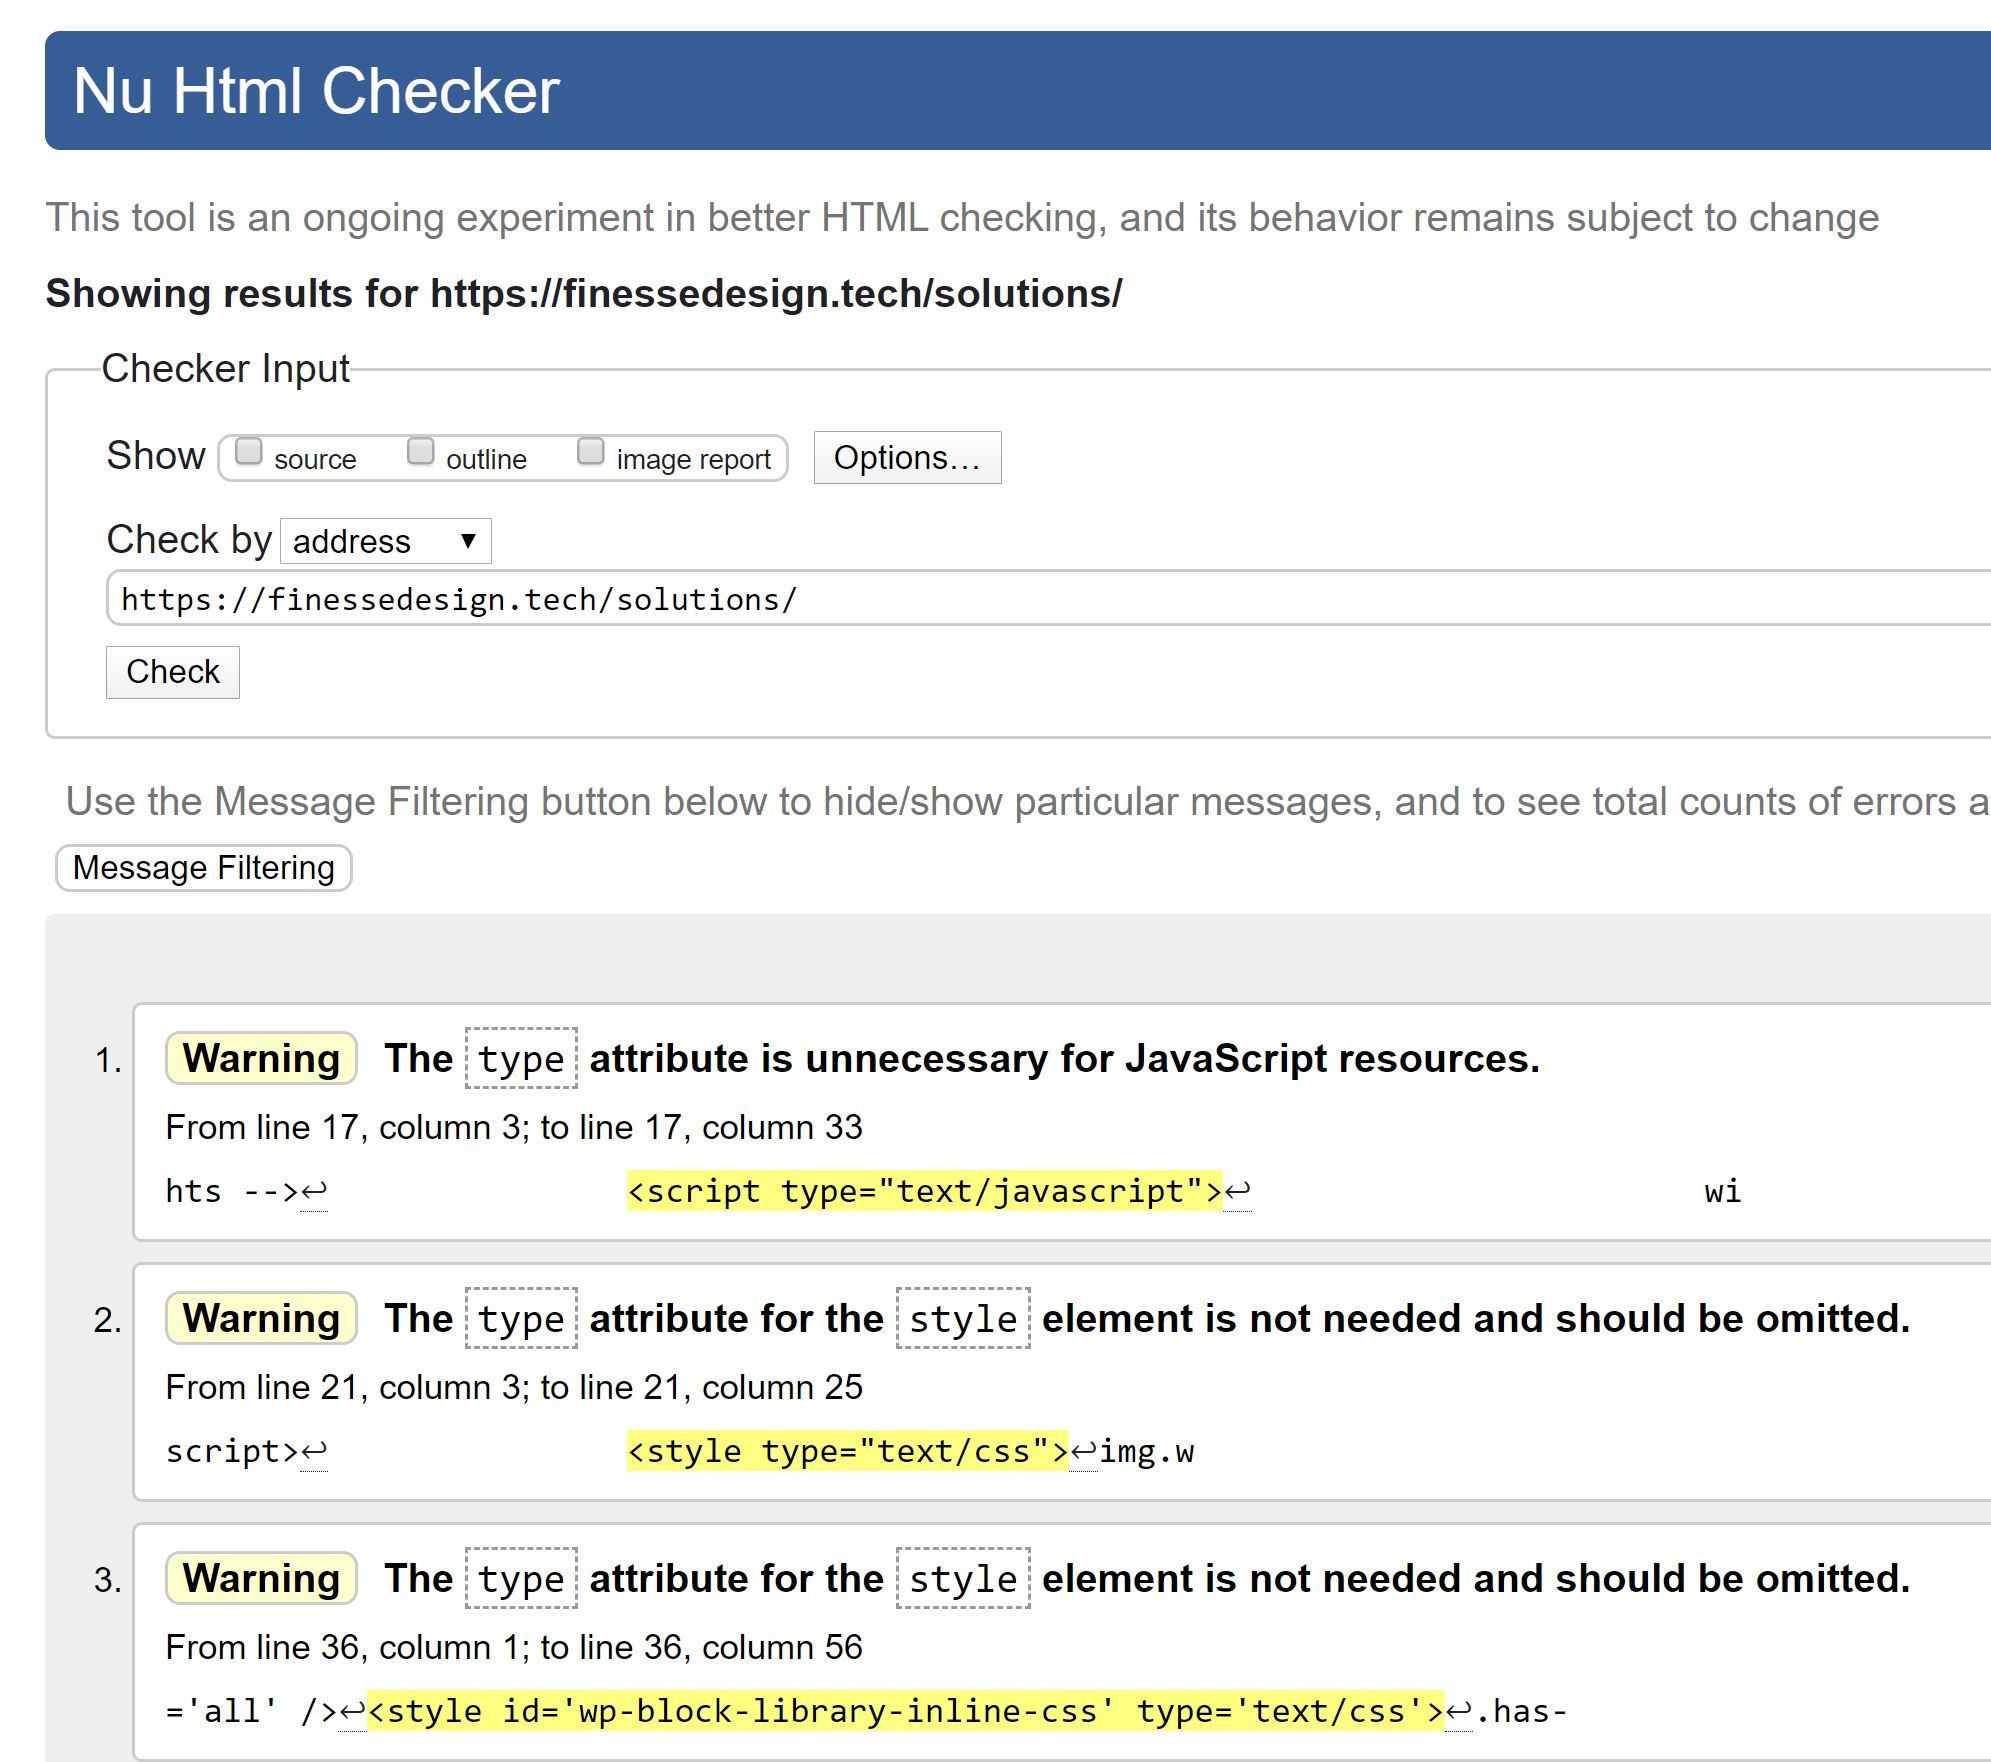 Nu Html Checker
This tool is an ongoing experiment in better HTML checking, and its behavior remains subject to change
Showing results for https://finessedesign.tech/solutions/
Checker Input
Show source outline image report Options...
Check by address ▼
https://finessedesign.tech/solutions/
Check
Use the Message Filtering button below to hide/show particular messages, and to see total counts of errors a
Message Filtering
1. Warning The type attribute is unnecessary for JavaScript resources.
From line 17, column 3; to line 17, column 33
hts -->↩ <script type="text/javascript">↩ wi
2. Warning The type attribute for the style element is not needed and should be omitted.
From line 21, column 3; to line 21, column 25
script>↩ <style type="text/css">↩img.w
3. Warning The type attribute for the style element is not needed and should be omitted.
From line 36, column 1; to line 36, column 56
='all' />↩<style id='wp-block-library-inline-css' type='text/css'>↩.has-